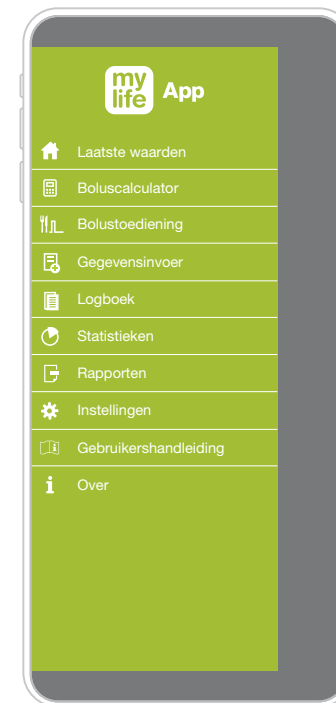 my
life App
Laatste waarden
Boluscalculator
Bolustoediening
Gegevensinvoer
Logboek
Statistieken
Rapporten
Instellingen
Gebruikershandleiding
Over